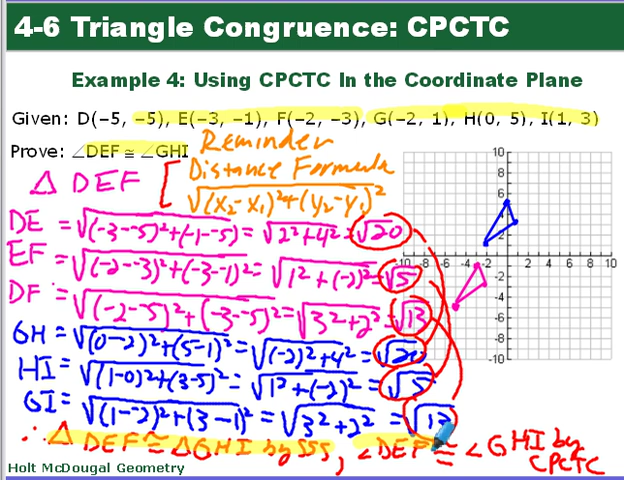 4-6 Triangle Congruence: CPCTC
Example 4: Using CPCTC In the Coordinate Plane
Given: D(–5, –5), E(–3, –1), F(–2, –3), G(–2, 1), H(0, 5), I(1, 3)
Prove: ∠DEF ≅ ∠GHI
Reminder
Distance Formula
√(x₂-x₁)²+(y₂-y₁)²
△ DEF
DE = √(-3--5)²+(-1--5) = √2²+4² = √20
EF = √(-2--3)²+(-3--1)² = √1²+(-2)² = √5
DF = √(-2--5)²+(-3--5)² = √3²+2² = √13
GH = √(0--2)²+(5-1)² = √(-2)²+4² = √20
HI = √(1-0)²+(3-5)² = √1²+(-2)² = √5
GI = √(1--2)²+(3-1)² = √3²+2² = √13
∴ △ DEF ≅ △GHI by SSS, ∠DEF ≅ ∠GHI by
CPCTC
10
8
6
-10 -8 -6 -4 2 4 6 8 10
-2
-4
-6
-8
-10
Holt McDougal Geometry